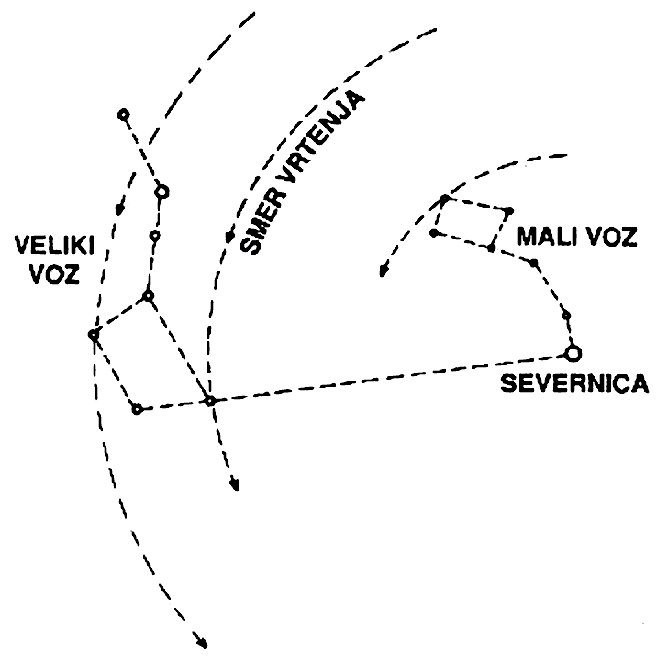 SMER VRTENJA
VELIKI
VOZ
MALI VOZ
SEVERNICA